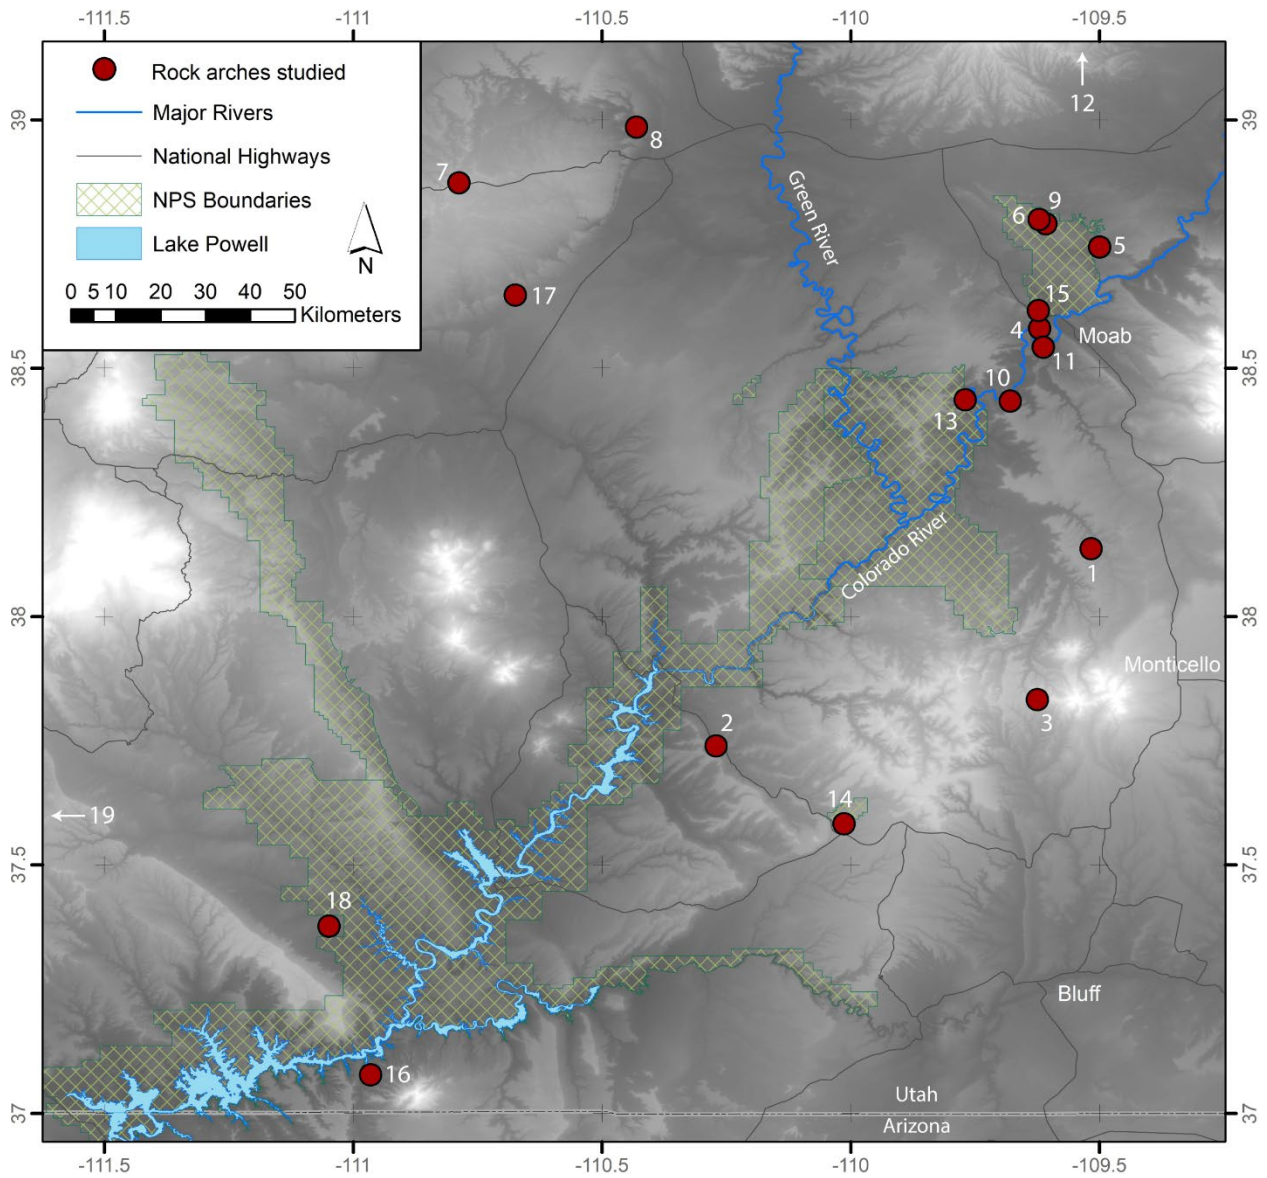 -111.5 -111 -110.5 -110 -109.5
Rock arches studied
Major Rivers
National Highways
NPS Boundaries
Lake Powell
N
0 5 10 20 30 40 50 Kilometers
12
39 39
8
7
Green River
6 9
5
17
15
4
Moab
11
38.5 38.5
10
13
Colorado River
1
38 38
Monticello
3
2
14
19
37.5 37.5
18
Bluff
16
Utah
37 37
Arizona
-111.5 -111 -110.5 -110 -109.5